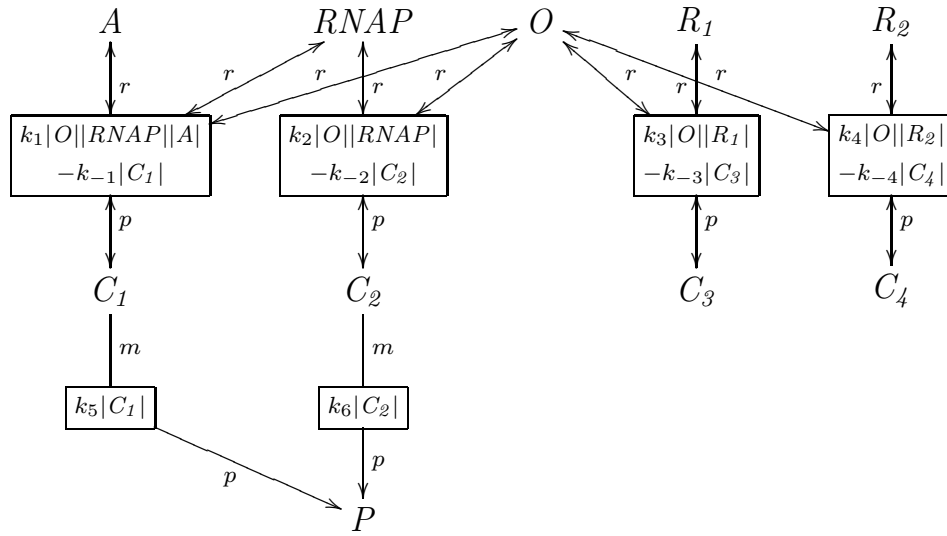 A RNAP O R1 R2
r r r r r r r r r
k1|O||RNAP||A| k2|O||RNAP| k3|O||R1| k4|O||R2|
−k−1|C1| −k−2|C2| −k−3|C3| −k−4|C4|
p p p p
C1 C2 C3 C4
m m
k5|C1| k6|C2|
p p
P